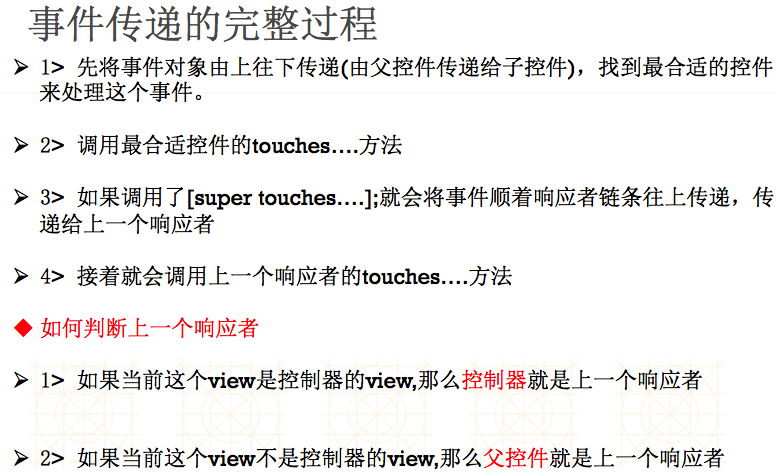 事件传递的完整过程
➢ 1> 先将事件对象由上往下传递(由父控件传递给子控件)，找到最合适的控件
来处理这个事件。
➢ 2> 调用最合适控件的touches….方法
➢ 3> 如果调用了[super touches….];就会将事件顺着响应者链条往上传递，传
递给上一个响应者
➢ 4> 接着就会调用上一个响应者的touches….方法
◆ 如何判断上一个响应者
➢ 1> 如果当前这个view是控制器的view,那么控制器就是上一个响应者
➢ 2> 如果当前这个view不是控制器的view,那么父控件就是上一个响应者